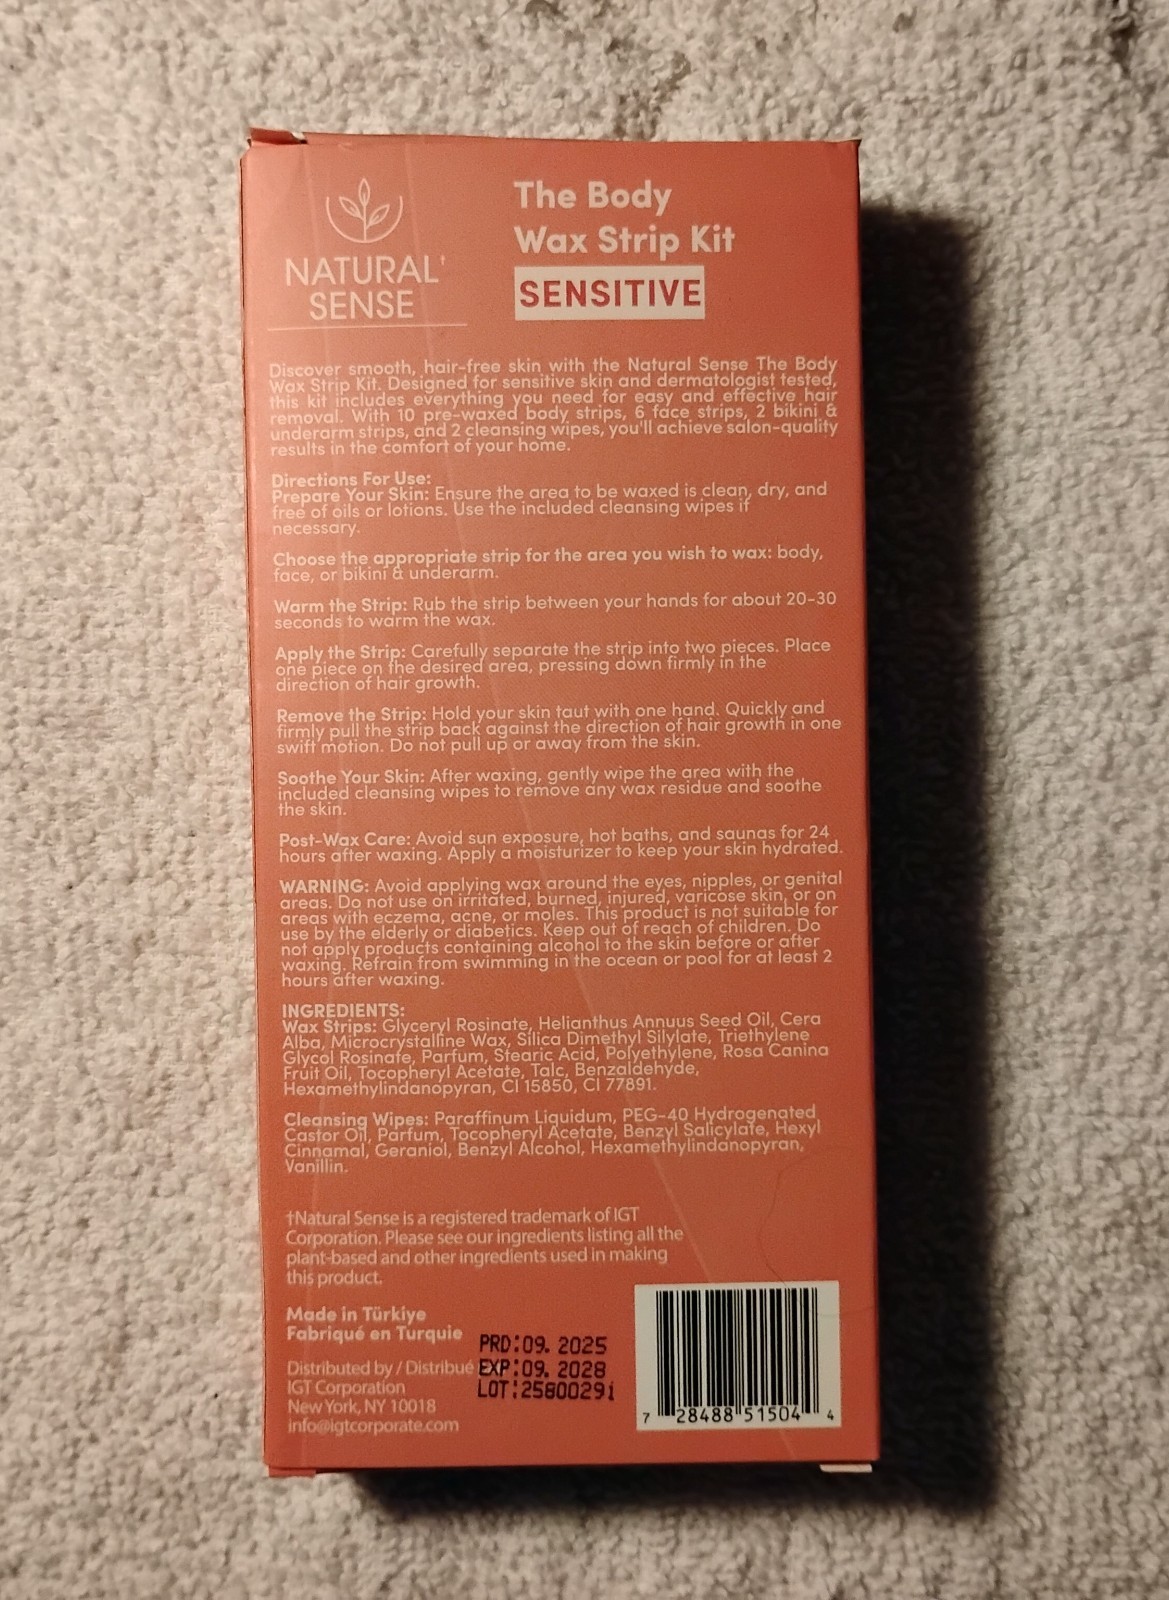 NATURAL†
SENSE
The Body
Wax Strip Kit
SENSITIVE
Discover smooth, hair-free skin with the Natural Sense The Body
Wax Strip Kit. Designed for sensitive skin and dermatologist tested,
this kit includes everything you need for easy and effective hair
removal. With 10 pre-waxed body strips, 6 face strips, 2 bikini &
underarm strips, and 2 cleansing wipes, you'll achieve salon-quality
results in the comfort of your home.
Directions For Use:
Prepare Your Skin: Ensure the area to be waxed is clean, dry, and
free of oils or lotions. Use the included cleansing wipes if
necessary.
Choose the appropriate strip for the area you wish to wax: body,
face, or bikini & underarm.
Warm the Strip: Rub the strip between your hands for about 20-30
seconds to warm the wax.
Apply the Strip: Carefully separate the strip into two pieces. Place
one piece on the desired area, pressing down firmly in the
direction of hair growth.
Remove the Strip: Hold your skin taut with one hand. Quickly and
firmly pull the strip back against the direction of hair growth in one
swift motion. Do not pull up or away from the skin.
Soothe Your Skin: After waxing, gently wipe the area with the
included cleansing wipes to remove any wax residue and soothe
the skin.
Post-Wax Care: Avoid sun exposure, hot baths, and saunas for 24
hours after waxing. Apply a moisturizer to keep your skin hydrated.
WARNING: Avoid applying wax around the eyes, nipples, or genital
areas. Do not use on irritated, burned, injured, varicose skin, or on
areas with eczema, acne, or moles. This product is not suitable for
use by the elderly or diabetics. Keep out of reach of children. Do
not apply products containing alcohol to the skin before or after
waxing. Refrain from swimming in the ocean or pool for at least 2
hours after waxing.
INGREDIENTS:
Wax Strips: Glyceryl Rosinate, Helianthus Annuus Seed Oil, Cera
Alba, Microcrystalline Wax, Silica Dimethyl Silylate, Triethylene
Glycol Rosinate, Parfum, Stearic Acid, Polyethylene, Rosa Canina
Fruit Oil, Tocopheryl Acetate, Talc, Benzaldehyde,
Hexamethylindanopyran, CI 15850, CI 77891.
Cleansing Wipes: Paraffinum Liquidum, PEG-40 Hydrogenated
Castor Oil, Parfum, Tocopheryl Acetate, Benzyl Salicylate, Hexyl
Cinnamal, Geraniol, Benzyl Alcohol, Hexamethylindanopyran,
Vanillin.
†Natural Sense is a registered trademark of IGT
Corporation. Please see our ingredients listing all the
plant-based and other ingredients used in making
this product.
Made in Türkiye
Fabriqué en Turquie
Distributed by / Distribué
IGT Corporation
New York, NY 10018
info@igtcorporate.com
PRD:09. 2025
EXP:09. 2028
LOT:2580029i
7 28488 51504 4